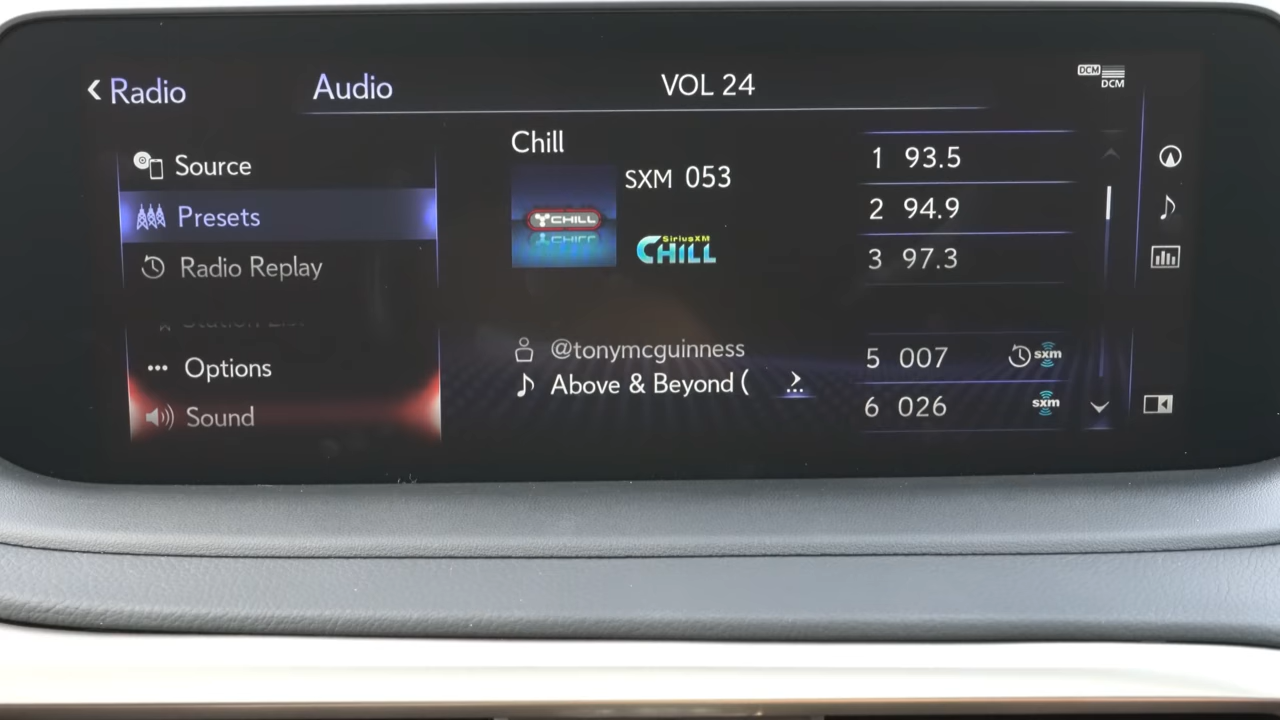 Radio
Audio
VOL 24
DCM
DCM
Source
Presets
Radio Replay
Options
Sound
Chill
SXM 053
CHILL
SiriusXM
CHILL
@tonymcguinness
Above & Beyond (
1 93.5
2 94.9
3 97.3
5 007
sxm
6 026
sxm